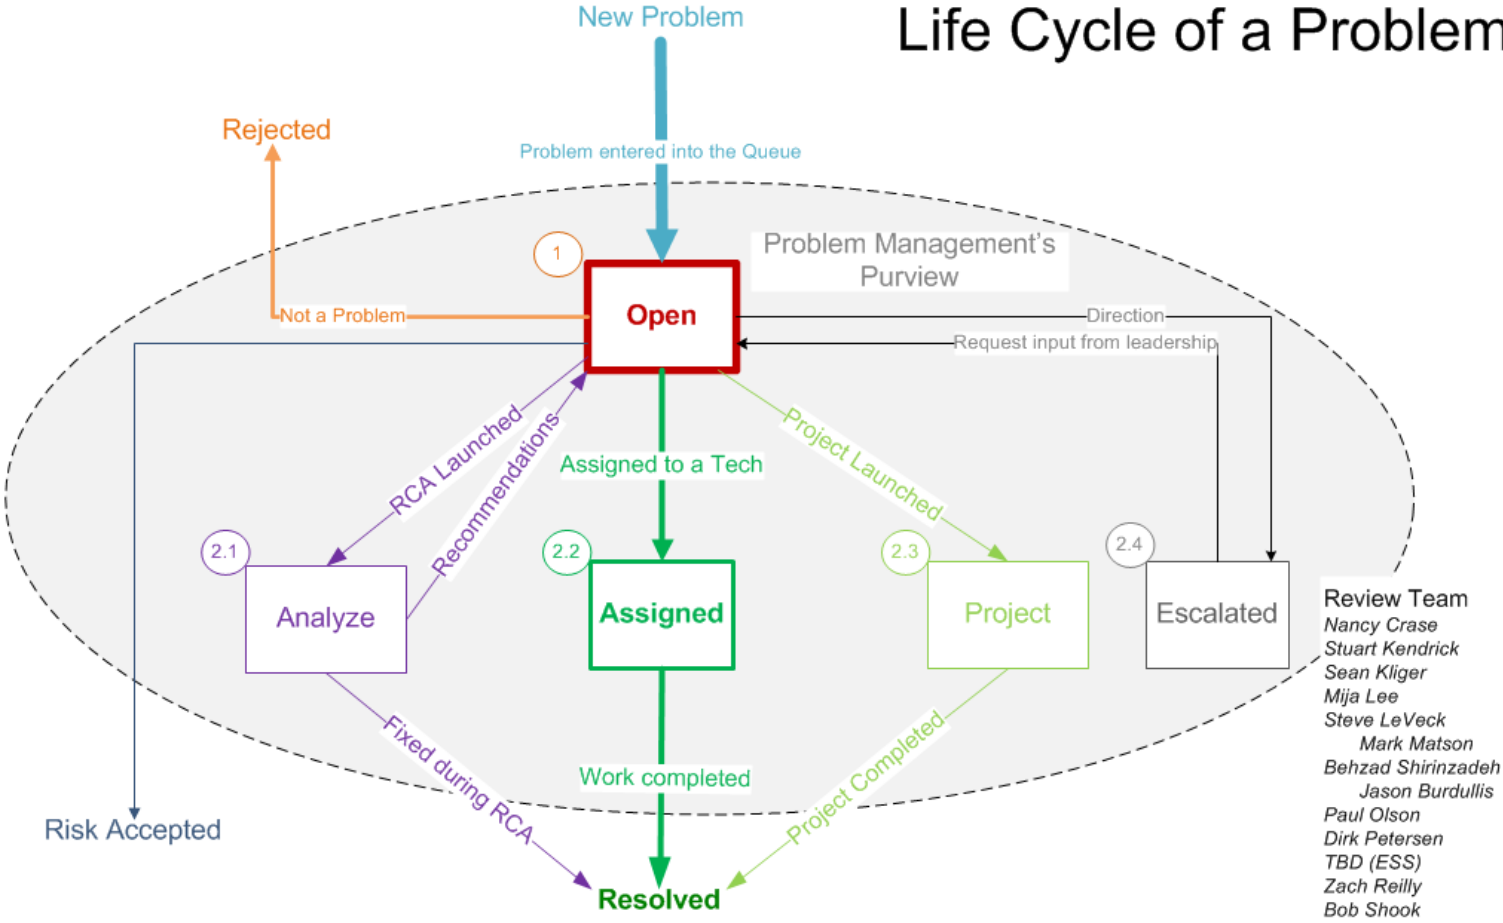 Life Cycle of a Problem
New Problem
Problem entered into the Queue
Rejected
Problem Management's
Purview
1
Open
Not a Problem
Direction
Request input from leadership
RCA Launched
Recommendations
Assigned to a Tech
Project Launched
2.1
Analyze
2.2
Assigned
2.3
Project
2.4
Escalated
Fixed during RCA
Work completed
Project Completed
Risk Accepted
Resolved
Review Team
Nancy Crase
Stuart Kendrick
Sean Kliger
Mija Lee
Steve LeVeck
Mark Matson
Behzad Shirinzadeh
Jason Burdullis
Paul Olson
Dirk Petersen
TBD (ESS)
Zach Reilly
Bob Shook